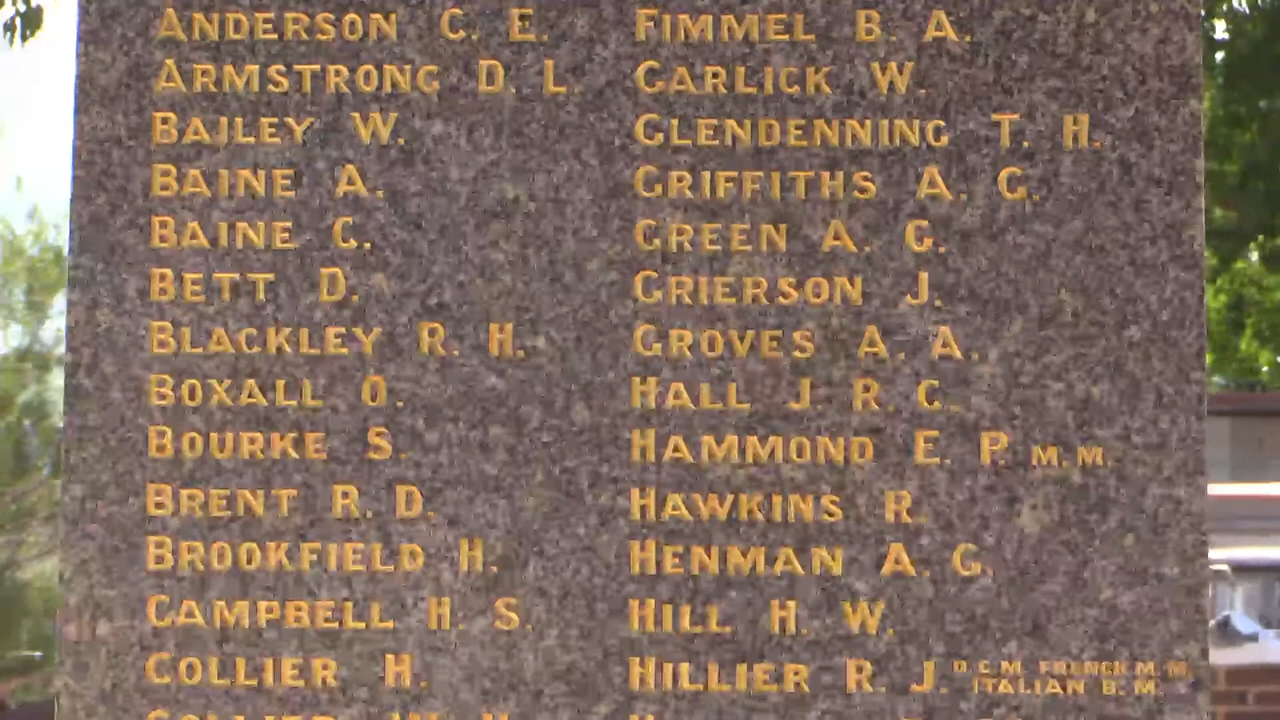 ANDERSON C. E.
ARMSTRONG D. L.
BAILEY W.
BAINE A.
BAINE C.
BETT D.
BLACKLEY R. H.
BOXALL O.
BOURKE S.
BRENT R. D.
BROOKFIELD H.
CAMPBELL H. S.
COLLIER H.
FIMMEL B. A.
GARLICK W.
GLENDENNING T. H.
GRIFFITHS A. G.
GREEN A. G.
GRIERSON J.
GROVES A. A.
HALL J. R. C.
HAMMOND E. P. M.M.
HAWKINS R.
HENMAN A. G.
HILL H. W.
HILLIER R. J. D.C.M. FRENCH M.M.
ITALIAN B.M.